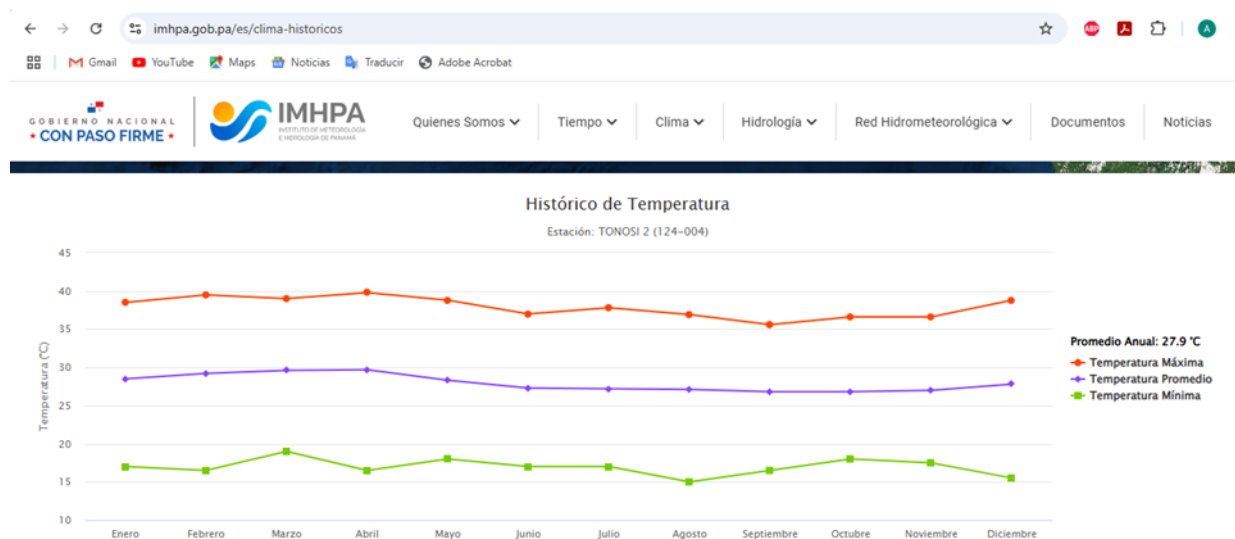 imhpa.gob.pa/es/clima-historicos
ABP
A
Gmail YouTube Maps Noticias Traducir Adobe Acrobat
GOBIERNO NACIONAL
★ CON PASO FIRME ★
IMHPA
INSTITUTO DE METEOROLOGÍA
E HIDROLOGÍA DE PANAMÁ
Quienes Somos Tiempo Clima Hidrología Red Hidrometeorológica Documentos Noticias
Histórico de Temperatura
Estación: TONOSI 2 (124-004)
Temperatura (°C)
45
40
35
30
25
20
15
10
Enero Febrero Marzo Abril Mayo Junio Julio Agosto Septiembre Octubre Noviembre Diciembre
Promedio Anual: 27.9 °C
Temperatura Máxima
Temperatura Promedio
Temperatura Mínima